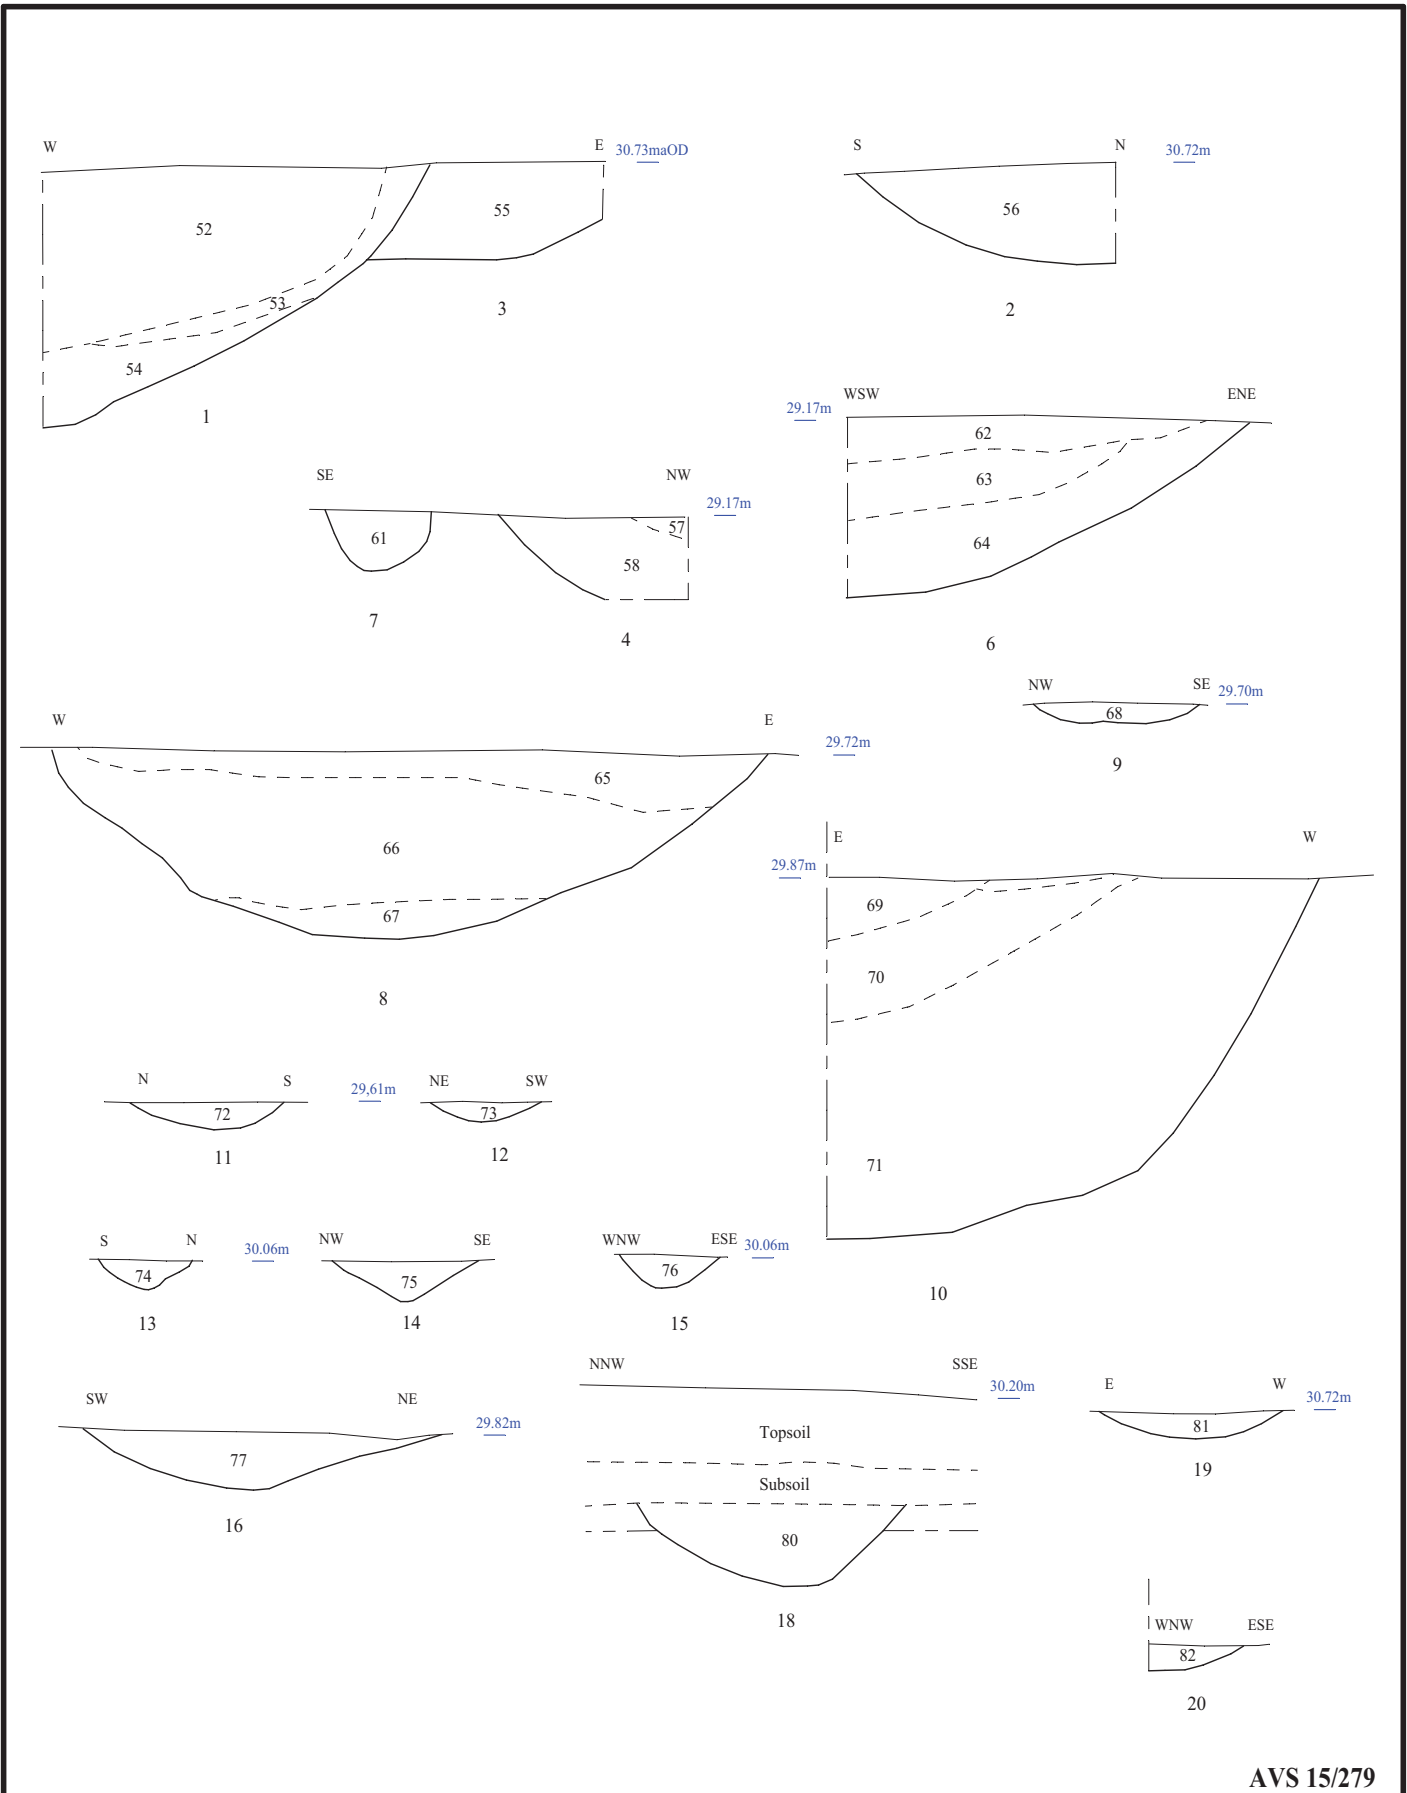 W
E 30.73maOD
52
55
53
54
3
1
S
N
30.72m
56
2
WSW
ENE
29.17m
62
63
64
6
SE
NW
29.17m
61
57
58
7
4
NW
SE
29.70m
68
9
W
E
29.72m
65
66
67
8
E
W
29.87m
69
70
71
10
N
S
72
11
29,61m
NE
SW
73
12
S
N
74
13
30.06m
NW
SE
75
14
WNW
ESE
30.06m
76
15
SW
NE
29.82m
77
16
NNW
SSE
30.20m
Topsoil
Subsoil
80
18
E
W
30.72m
81
19
WNW
ESE
82
20
AVS 15/279